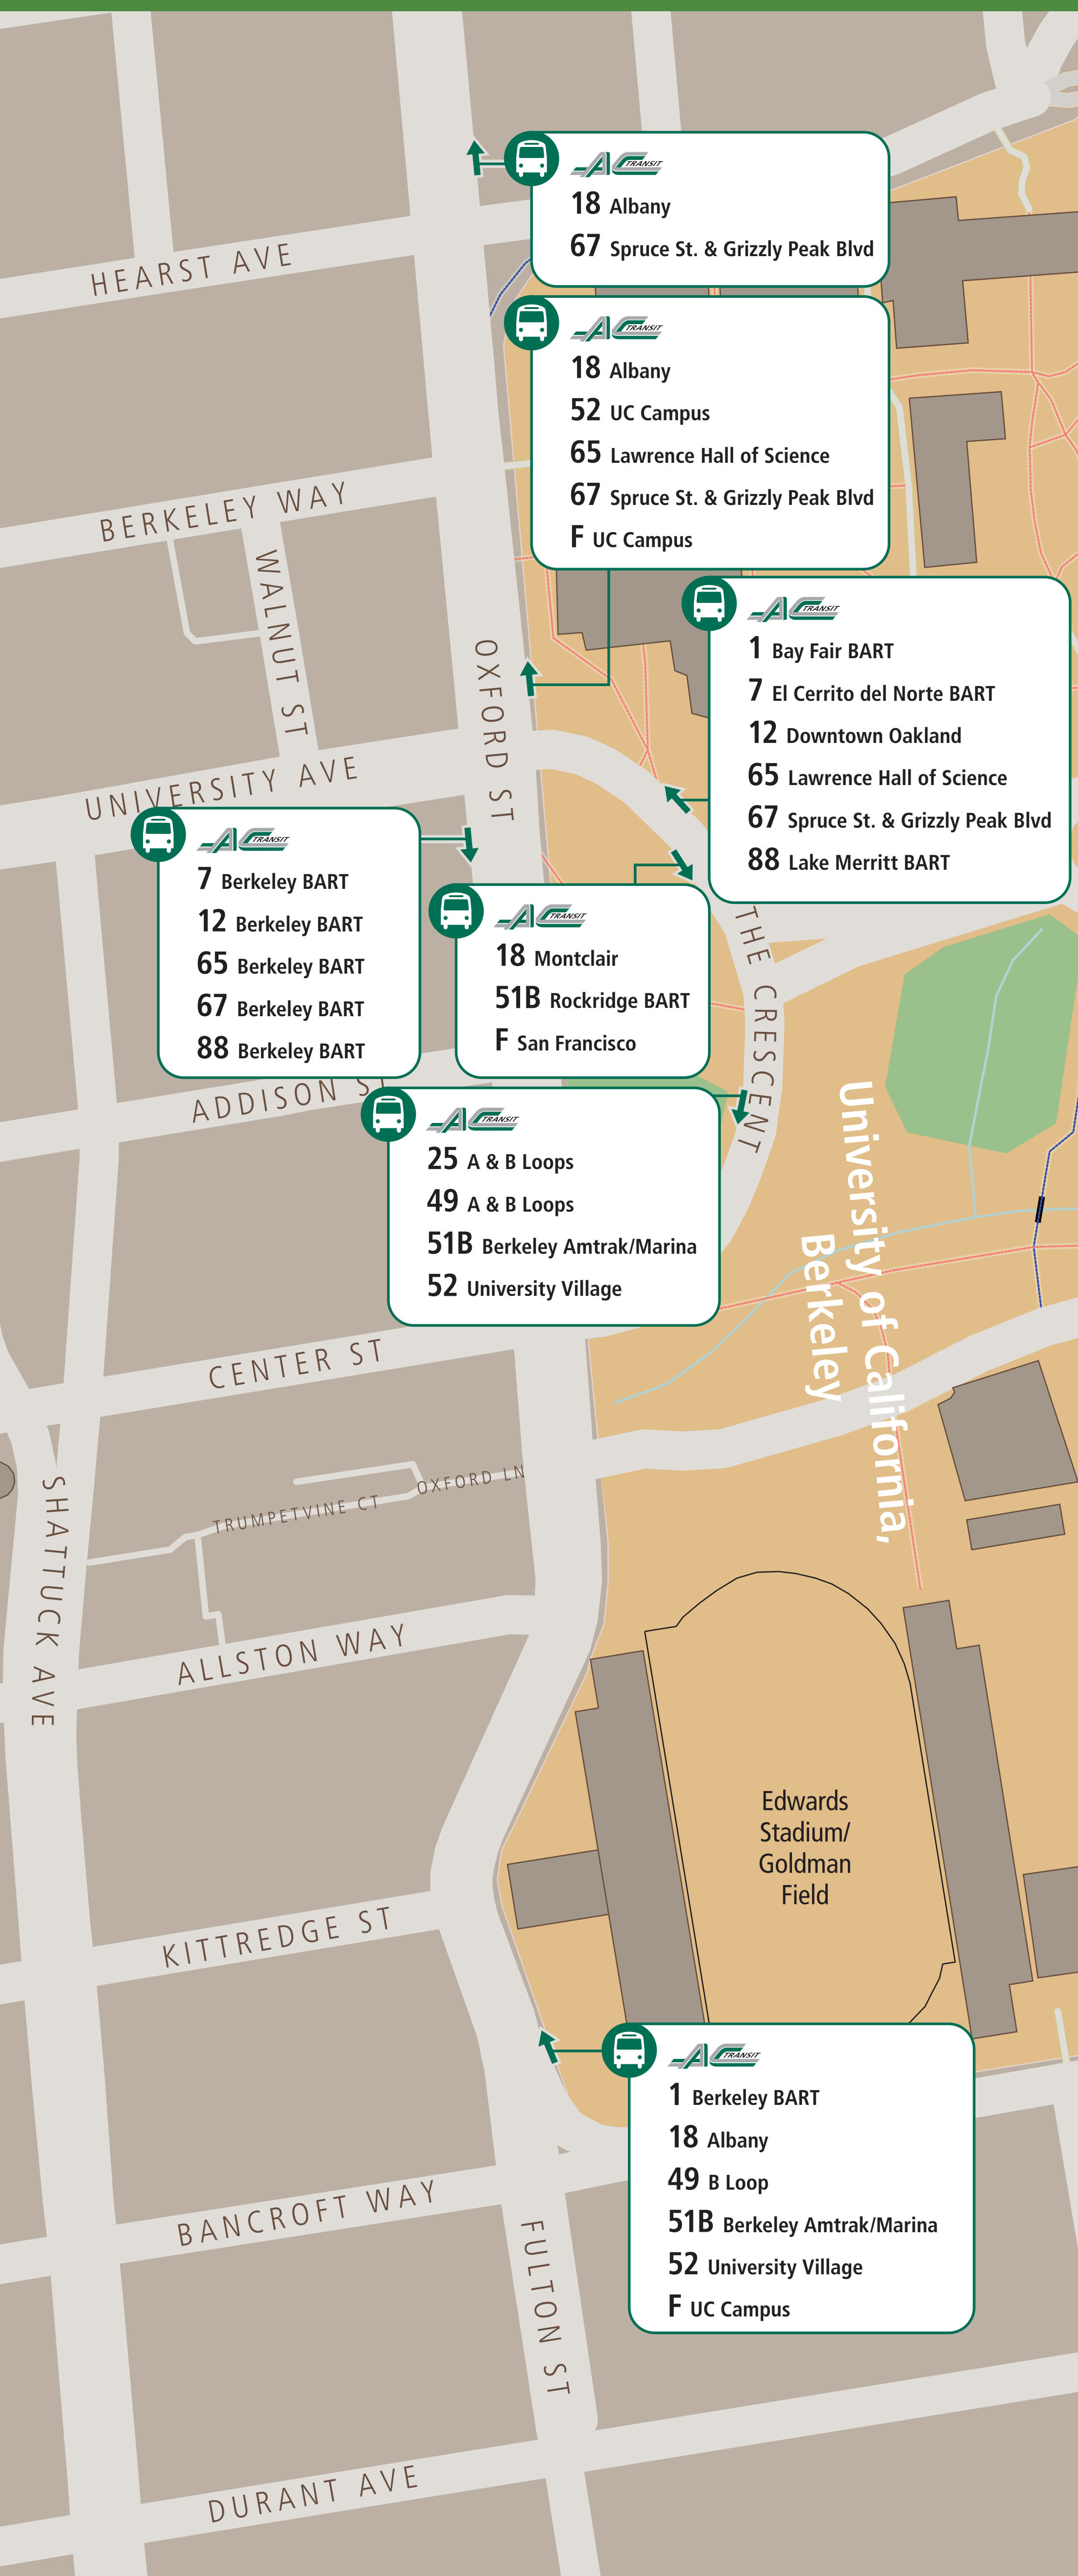 AC TRANSIT
18 Albany
67 Spruce St. & Grizzly Peak Blvd
HEARST AVE
AC TRANSIT
18 Albany
52 UC Campus
65 Lawrence Hall of Science
67 Spruce St. & Grizzly Peak Blvd
F UC Campus
BERKELEY WAY
WALNUT ST
OXFORD ST
AC TRANSIT
1 Bay Fair BART
7 El Cerrito del Norte BART
12 Downtown Oakland
65 Lawrence Hall of Science
67 Spruce St. & Grizzly Peak Blvd
88 Lake Merritt BART
UNIVERSITY AVE
AC TRANSIT
7 Berkeley BART
12 Berkeley BART
65 Berkeley BART
67 Berkeley BART
88 Berkeley BART
AC TRANSIT
18 Montclair
51B Rockridge BART
F San Francisco
THE CRESCENT
ADDISON ST
AC TRANSIT
25 A & B Loops
49 A & B Loops
51B Berkeley Amtrak/Marina
52 University Village
University of California,
Berkeley
CENTER ST
OXFORD LN
TRUMPETVINE CT
SHATTUCK AVE
ALLSTON WAY
Edwards
Stadium/
Goldman
Field
KITTREDGE ST
AC TRANSIT
1 Berkeley BART
18 Albany
49 B Loop
51B Berkeley Amtrak/Marina
52 University Village
F UC Campus
BANCROFT WAY
FULTON ST
DURANT AVE